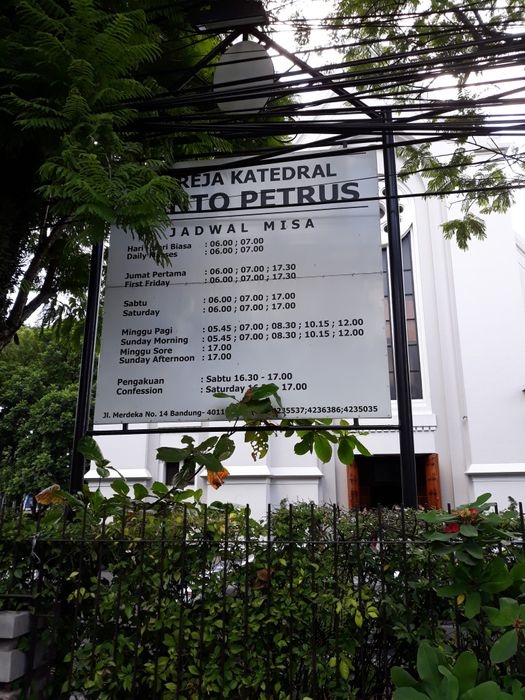 REJA KATEDRAL
NTO PETRUS
JADWAL MISA
Hari Biasa : 06.00 ; 07.00
Daily : 06.00 ; 07.00
Jumat Pertama : 06.00 ; 07.00 ; 17.30
First Friday : 06.00 ; 07.00 ; 17.30
Sabtu : 06.00 ; 07.00 ; 17.00
Saturday : 06.00 ; 07.00 ; 17.00
Minggu Pagi : 05.45 ; 07.00 ; 08.30 ; 10.15 ; 12.00
Sunday Morning : 05.45 ; 07.00 ; 08.30 ; 10.15 ; 12.00
Minggu Sore : 17.00
Sunday Afternoon : 17.00
Pengakuan : Sabtu 16.30 - 17.00
Confession : Saturday 16. - 17.00
Jl. Merdeka No. 14 Bandung- 4011 4235537;4236386;4235035